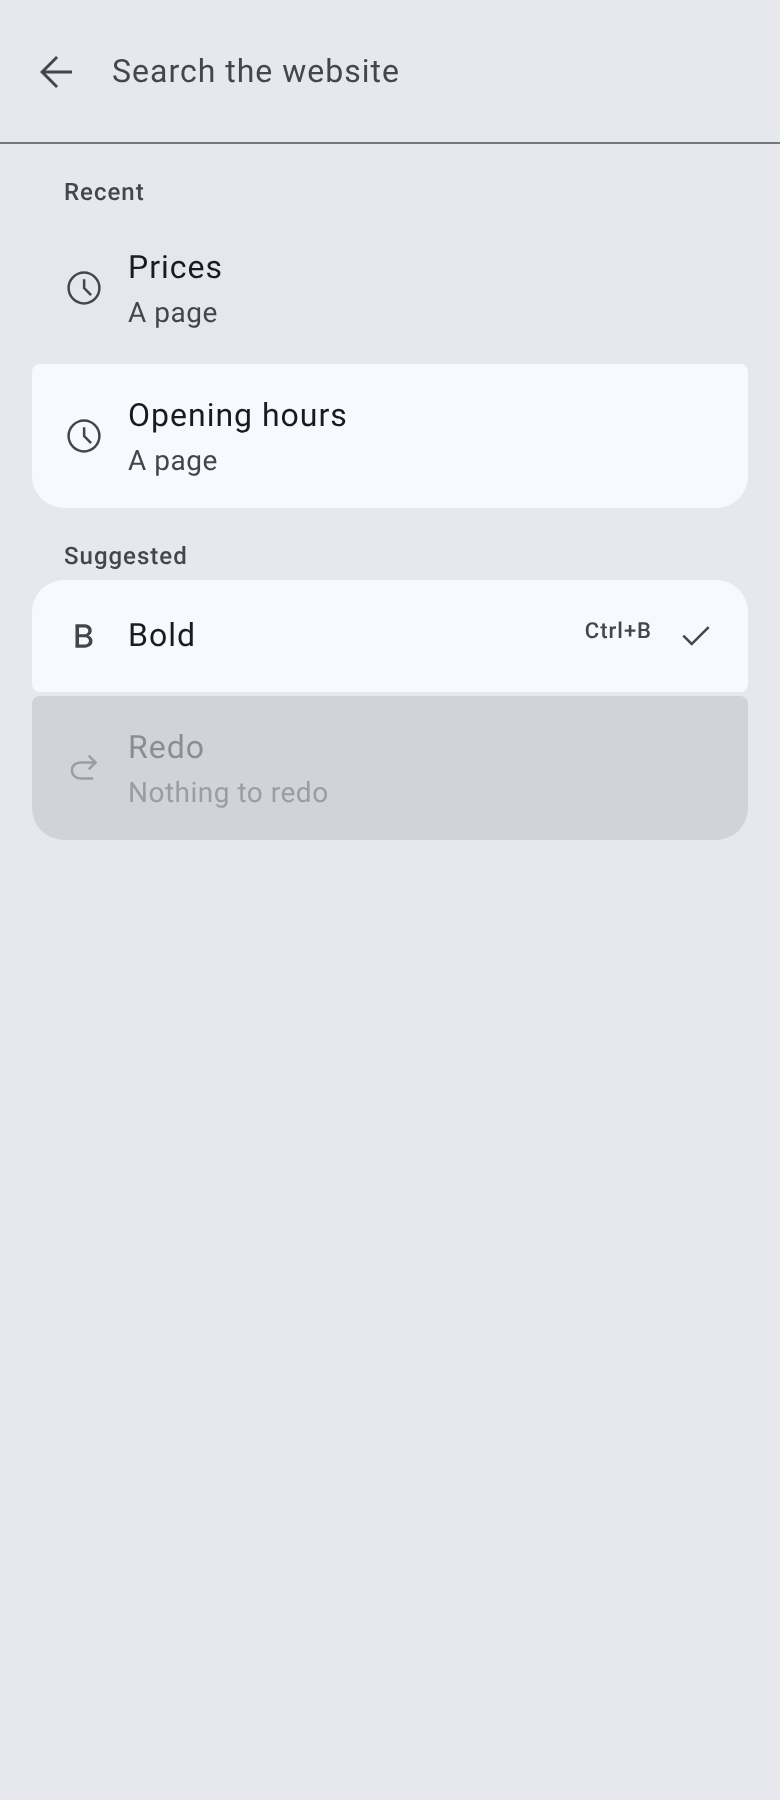 Search the website
Recent
Prices
A page
Opening hours
A page
Suggested
B Bold Ctrl+B
Redo
Nothing to redo